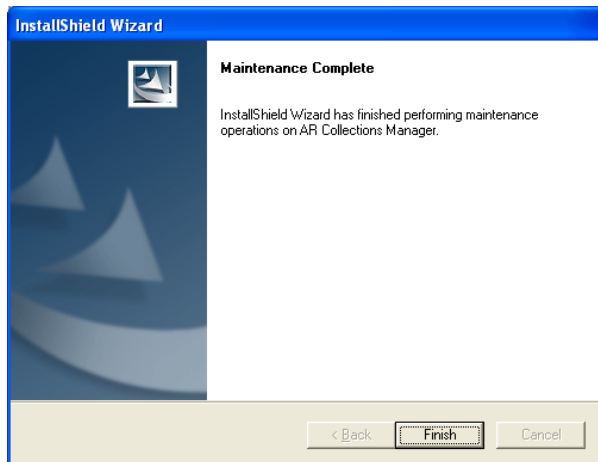 InstallShield Wizard
Maintenance Complete
InstallShield Wizard has finished performing maintenance
operations on AR Collections Manager.
< Back Finish Cancel